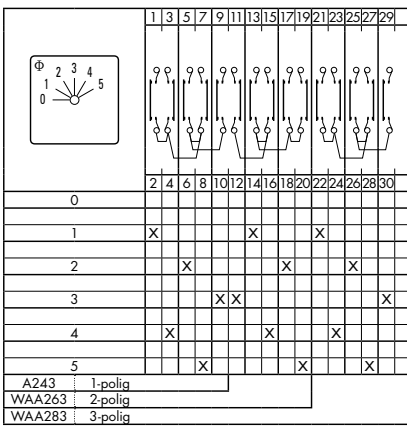 1 3 5 7 9 11 13 15 17 19 21 23 25 27 29
Φ
0 1 2 3 4 5
2 4 6 8 10 12 14 16 18 20 22 24 26 28 30
0
1 X X X
2 X X X
3 X X X
4 X X X
5 X X X
A243 1-polig
WAA263 2-polig
WAA283 3-polig